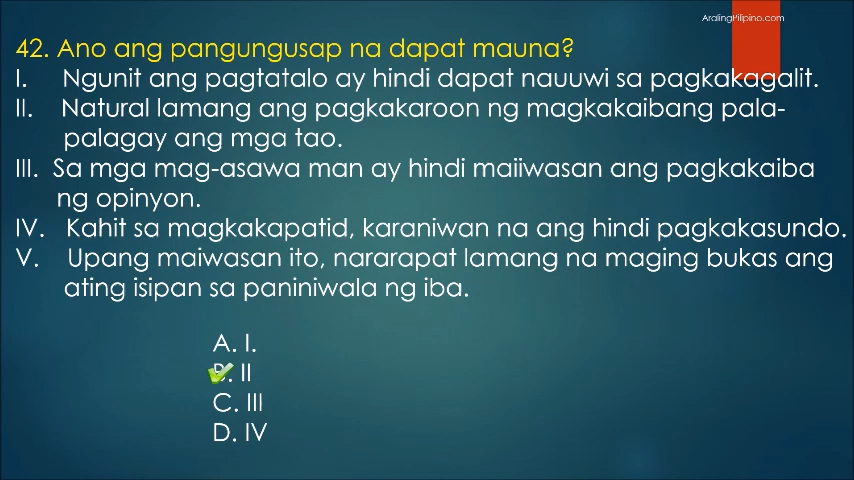 AralingPilipino.com
42. Ano ang pangungusap na dapat mauna?
I. Ngunit ang pagtatalo ay hindi dapat nauuwi sa pagkakagalit.
II. Natural lamang ang pagkakaroon ng magkakaibang pala-
palagay ang mga tao.
III. Sa mga mag-asawa man ay hindi maiiwasan ang pagkakaiba
ng opinyon.
IV. Kahit sa magkakapatid, karaniwan na ang hindi pagkakasundo.
V. Upang maiwasan ito, nararapat lamang na maging bukas ang
ating isipan sa paniniwala ng iba.
A. I.
B. II
C. III
D. IV